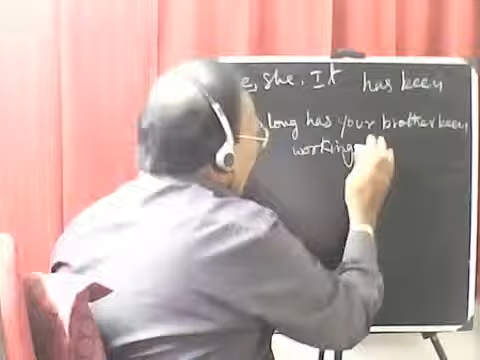 e, she, It has been
long has your brother been
working